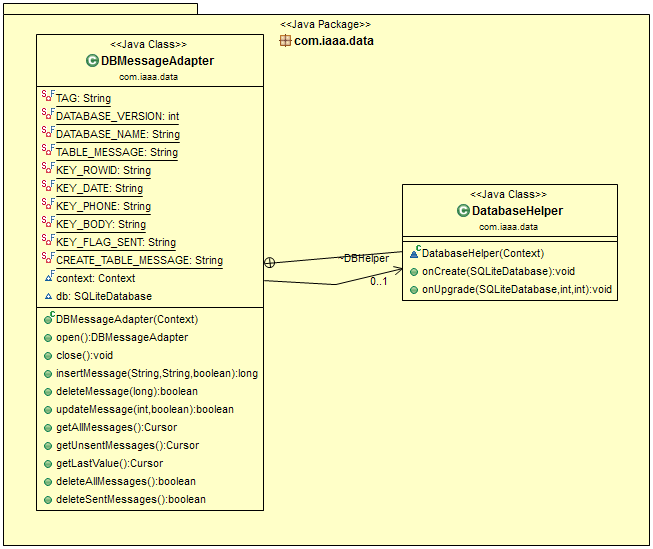 <<Java Package>>
com.iaaa.data
<<Java Class>>
DBMessageAdapter
com.iaaa.data
TAG: String
DATABASE_VERSION: int
DATABASE_NAME: String
TABLE_MESSAGE: String
KEY_ROWID: String
KEY_DATE: String
KEY_PHONE: String
KEY_BODY: String
KEY_FLAG_SENT: String
CREATE_TABLE_MESSAGE: String
context: Context
db: SQLiteDatabase
DBMessageAdapter(Context)
open():DBMessageAdapter
close():void
insertMessage(String,String,boolean):long
deleteMessage(long):boolean
updateMessage(int,boolean):boolean
getAllMessages():Cursor
getUnsentMessages():Cursor
getLastValue():Cursor
deleteAllMessages():boolean
deleteSentMessages():boolean
~DBHelper
0..1
<<Java Class>>
DatabaseHelper
com.iaaa.data
DatabaseHelper(Context)
onCreate(SQLiteDatabase):void
onUpgrade(SQLiteDatabase,int,int):void